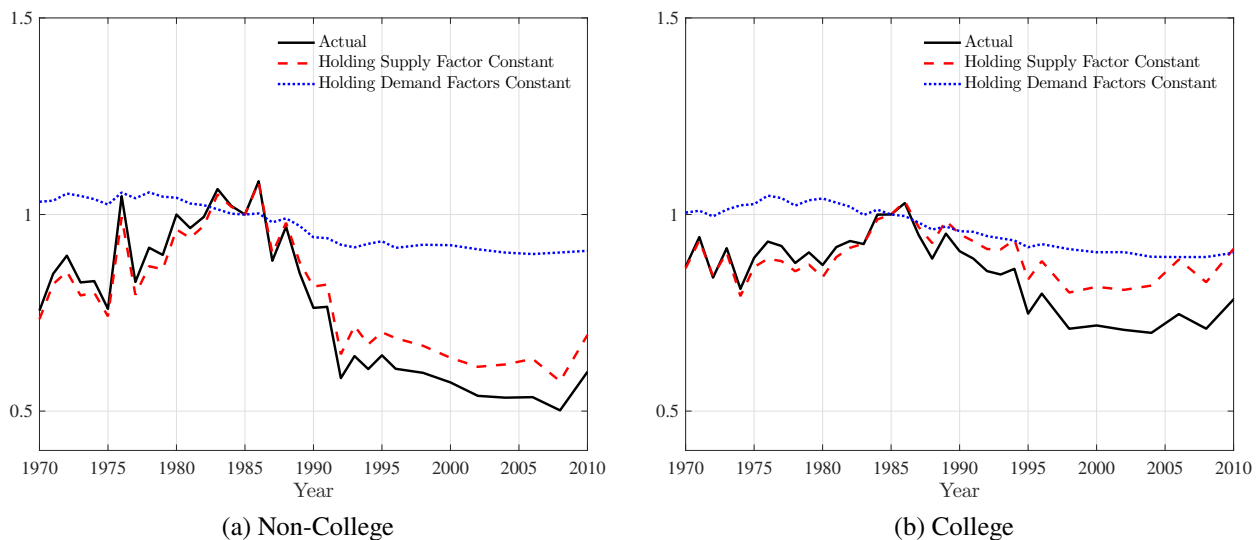 1.5
1
0.5
Actual
Holding Supply Factor Constant
Holding Demand Factors Constant
1970 1975 1980 1985 1990 1995 2000 2005 2010
Year
(a) Non-College
1.5
1
0.5
Actual
Holding Supply Factor Constant
Holding Demand Factors Constant
1970 1975 1980 1985 1990 1995 2000 2005 2010
Year
(b) College